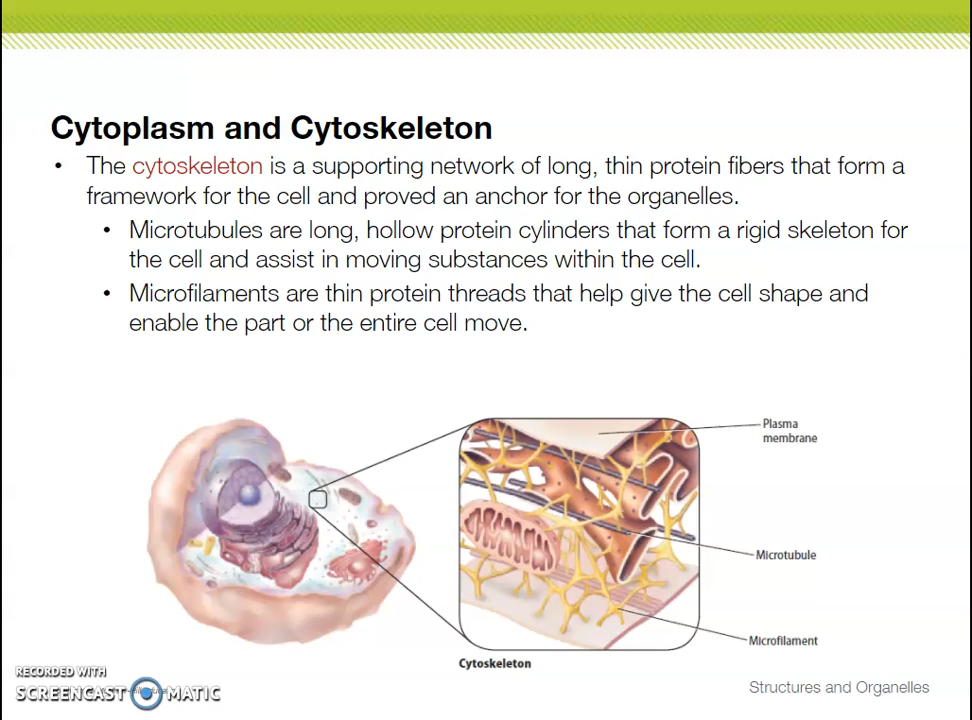 Cytoplasm and Cytoskeleton
• The cytoskeleton is a supporting network of long, thin protein fibers that form a
framework for the cell and proved an anchor for the organelles.
• Microtubules are long, hollow protein cylinders that form a rigid skeleton for
the cell and assist in moving substances within the cell.
• Microfilaments are thin protein threads that help give the cell shape and
enable the part or the entire cell move.
Plasma
membrane
Microtubule
Microfilament
Cytoskeleton
RECORDED WITH
SCREENCAST MATIC
Structures and Organelles